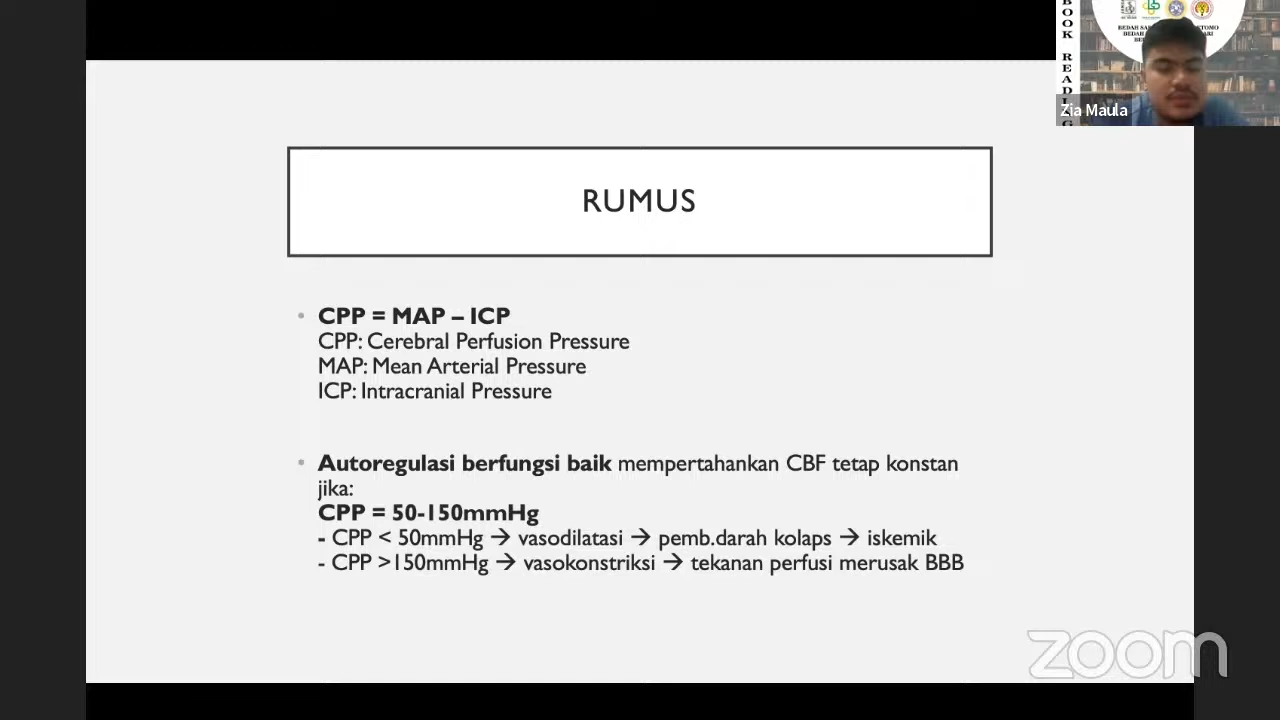 BOOK READING
Zia Maula
RUMUS
• CPP = MAP – ICP
CPP: Cerebral Perfusion Pressure
MAP: Mean Arterial Pressure
ICP: Intracranial Pressure
• Autoregulasi berfungsi baik mempertahankan CBF tetap konstan
jika:
CPP = 50-150mmHg
- CPP < 50mmHg → vasodilatasi → pemb.darah kolaps → iskemik
- CPP >150mmHg → vasokonstriksi → tekanan perfusi merusak BBB
zoom